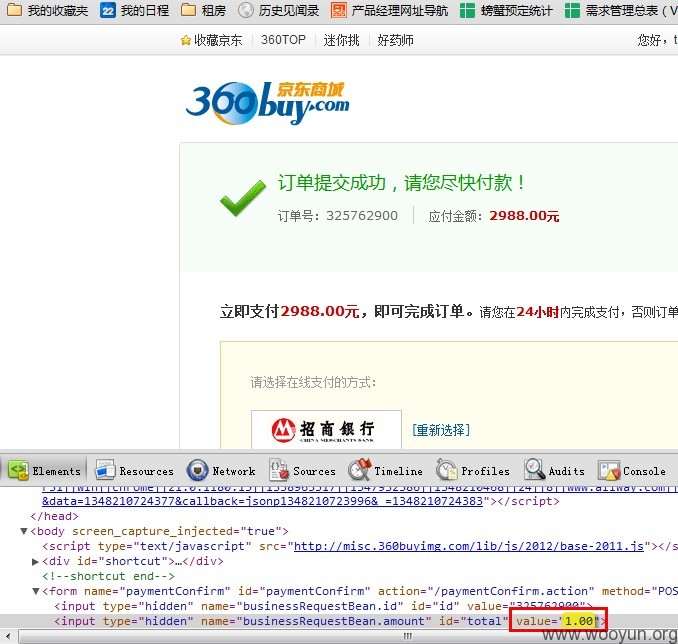 我的收藏夹 22 我的日程 租房 历史见闻录 产品经理网址导航 螃蟹预定统计 需求管理总表（V
收藏京东 360TOP 迷你挑 好药师 您好，t
京东商城
360buy.com
订单提交成功，请您尽快付款！
订单号：325762900 应付金额：2988.00元
立即支付2988.00元，即可完成订单。请您在24小时内完成支付，否则订单
请选择在线支付的方式：
招商银行 [重新选择]
CHINA MERCHANTS BANK
Elements Resources Network Sources Timeline Profiles Audits Console
&data=1348210724377&callback=jsonp1348210723996&_=1348210724383"></script>
</head>
▼<body screen_capture_injected="true">
<script type="text/javascript" src="http://misc.360buyimg.com/lib/js/2012/base-2011.js"></s
▶<div id="shortcut">…</div>
<!--shortcut end-->
▼<form name="paymentConfirm" id="paymentConfirm" action="/paymentConfirm.action" method="POS
<input type="hidden" name="businessRequestBean.id" id="id" value="325762900">
<input type="hidden" name="businessRequestBean.amount" id="total" value="1.00">
www.wooyun.org